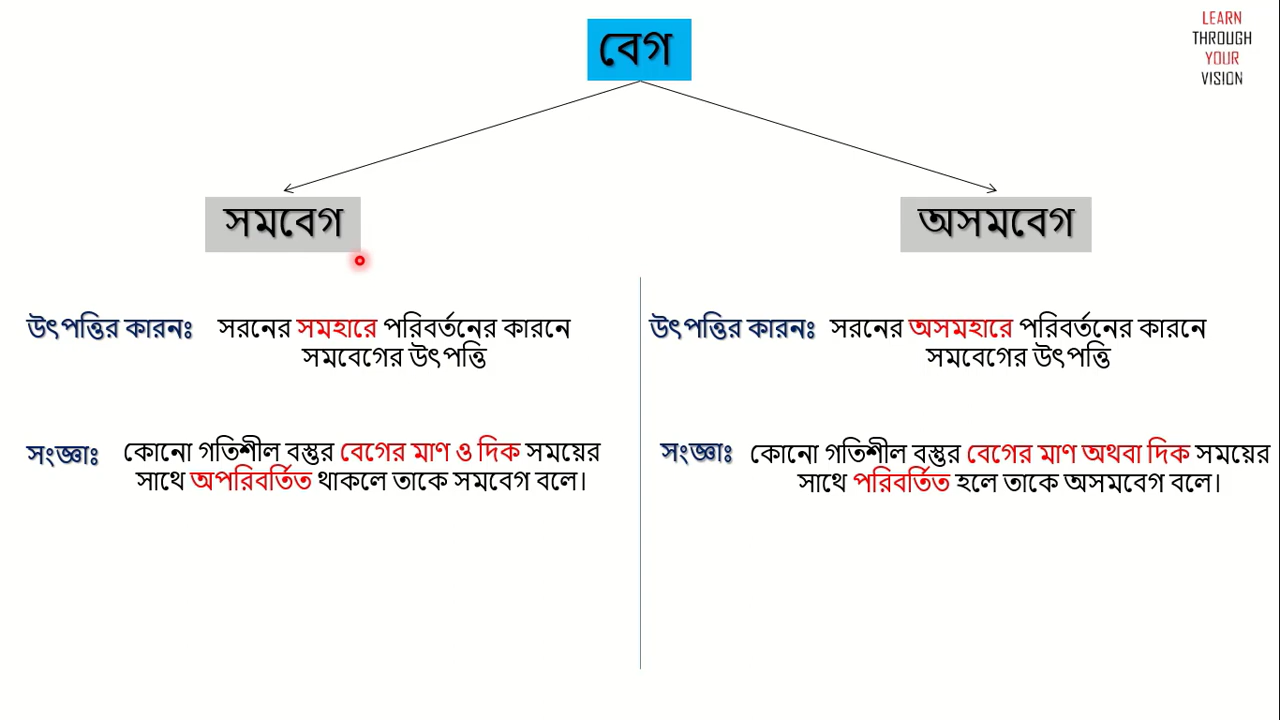 বেগ
LEARN
THROUGH
YOUR
VISION
সমবেগ
অসমবেগ
উৎপত্তির কারনঃ সরনের সমহারে পরিবর্তনের কারনে
সমবেগের উৎপত্তি
উৎপত্তির কারনঃ সরনের অসমহারে পরিবর্তনের কারনে
সমবেগের উৎপত্তি
সংজ্ঞাঃ কোনো গতিশীল বস্তুর বেগের মাণ ও দিক সময়ের
সাথে অপরিবর্তিত থাকলে তাকে সমবেগ বলে।
সংজ্ঞাঃ কোনো গতিশীল বস্তুর বেগের মাণ অথবা দিক সময়ের
সাথে পরিবর্তিত হলে তাকে অসমবেগ বলে।